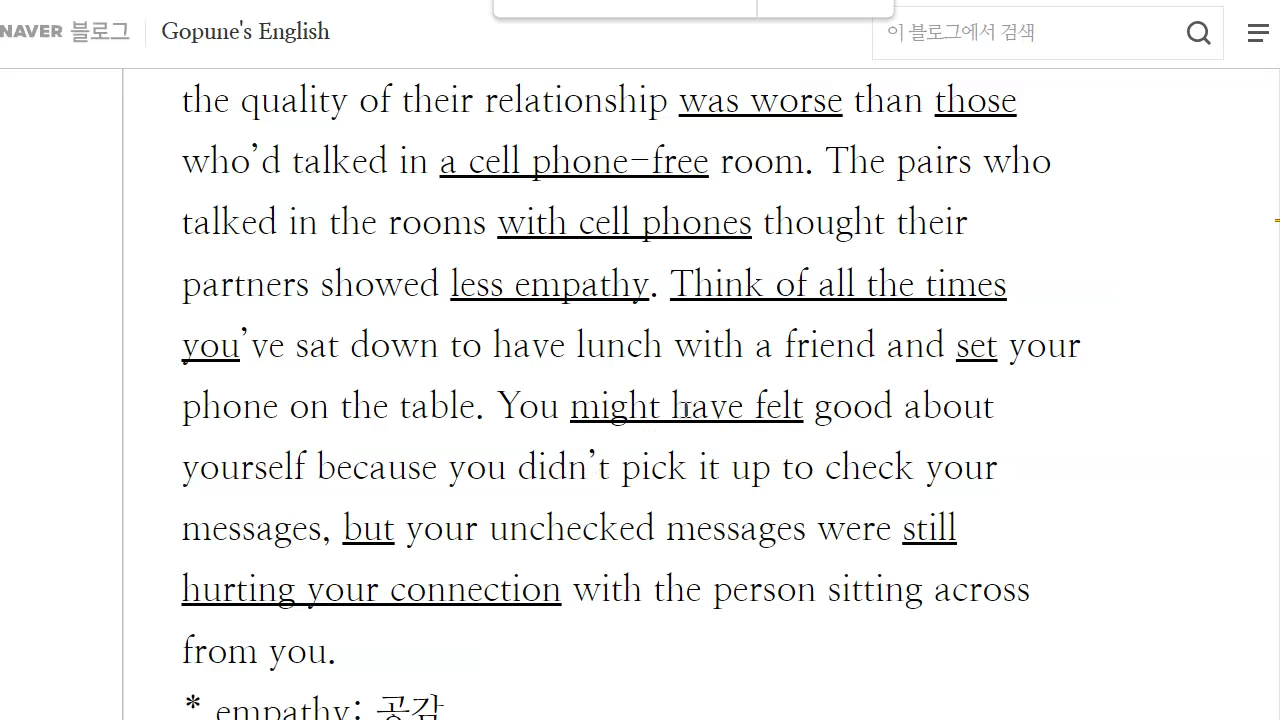 NAVER 블로그 Gopune's English 이 블로그에서 검색
the quality of their relationship was worse than those
who’d talked in a cell phone-free room. The pairs who
talked in the rooms with cell phones thought their
partners showed less empathy. Think of all the times
you’ve sat down to have lunch with a friend and set your
phone on the table. You might have felt good about
yourself because you didn’t pick it up to check your
messages, but your unchecked messages were still
hurting your connection with the person sitting across
from you.
* empathy: 공감